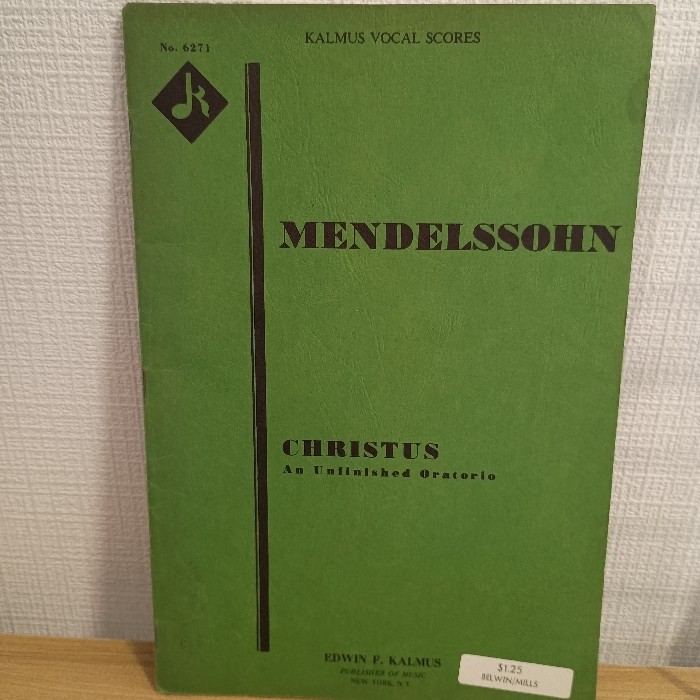 No. 6271
KALMUS VOCAL SCORES
MENDELSSOHN
CHRISTUS
An Unfinished Oratorio
EDWIN F. KALMUS
PUBLISHER OF MUSIC
NEW YORK, N.Y.
$1.25
BELWIN/MILLS